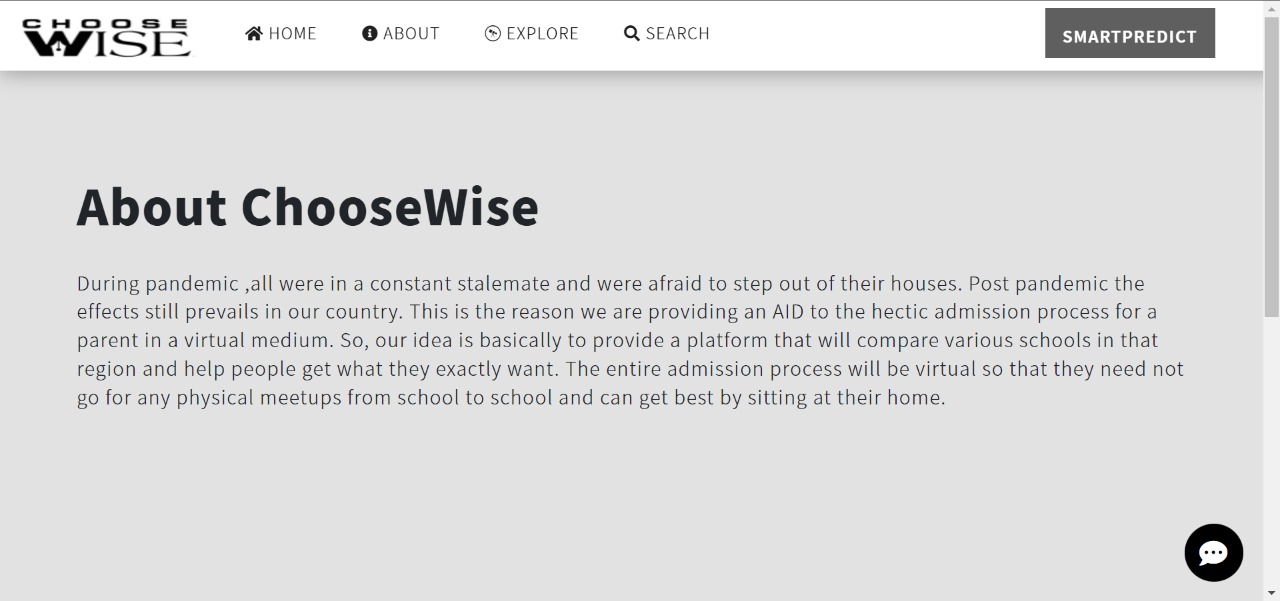 CHOOSE
WISE
HOME
ABOUT
EXPLORE
SEARCH
SMARTPREDICT
About ChooseWise
During pandemic ,all were in a constant stalemate and were afraid to step out of their houses. Post pandemic the
effects still prevails in our country. This is the reason we are providing an AID to the hectic admission process for a
parent in a virtual medium. So, our idea is basically to provide a platform that will compare various schools in that
region and help people get what they exactly want. The entire admission process will be virtual so that they need not
go for any physical meetups from school to school and can get best by sitting at their home.